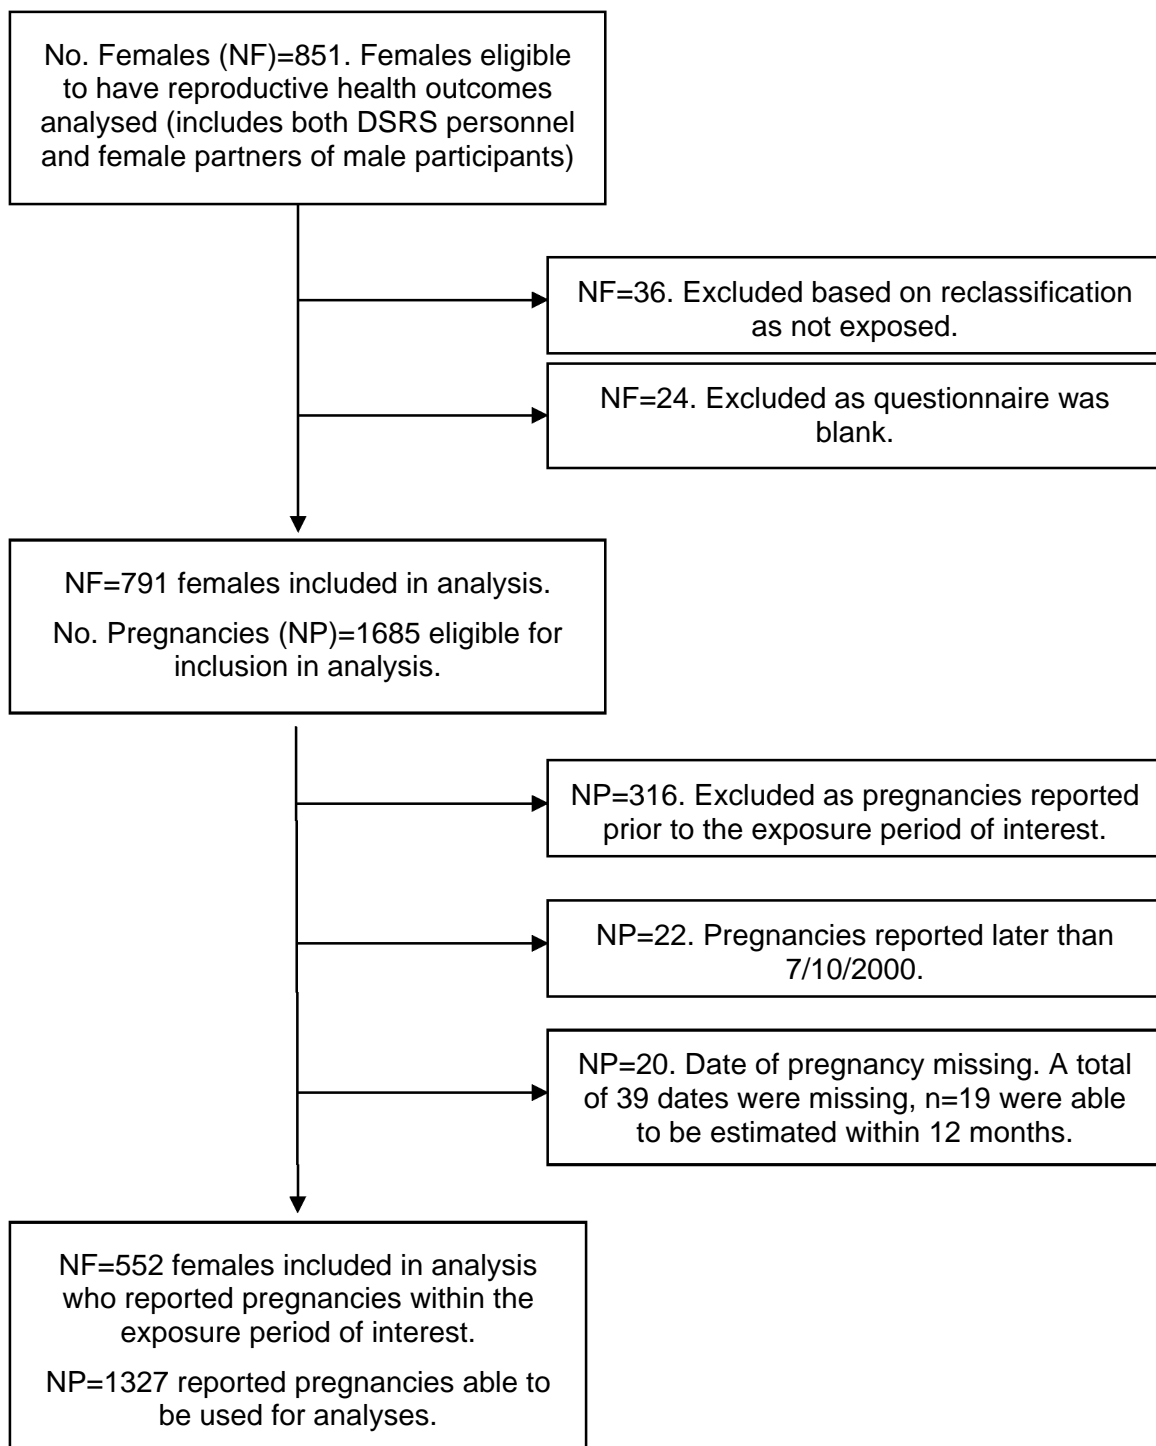 No. Females (NF)=851. Females eligible
to have reproductive health outcomes
analysed (includes both DSRS personnel
and female partners of male participants)
NF=36. Excluded based on reclassification
as not exposed.
NF=24. Excluded as questionnaire was
blank.
NF=791 females included in analysis.
No. Pregnancies (NP)=1685 eligible for
inclusion in analysis.
NP=316. Excluded as pregnancies reported
prior to the exposure period of interest.
NP=22. Pregnancies reported later than
7/10/2000.
NP=20. Date of pregnancy missing. A total
of 39 dates were missing, n=19 were able
to be estimated within 12 months.
NF=552 females included in analysis
who reported pregnancies within the
exposure period of interest.
NP=1327 reported pregnancies able to
be used for analyses.